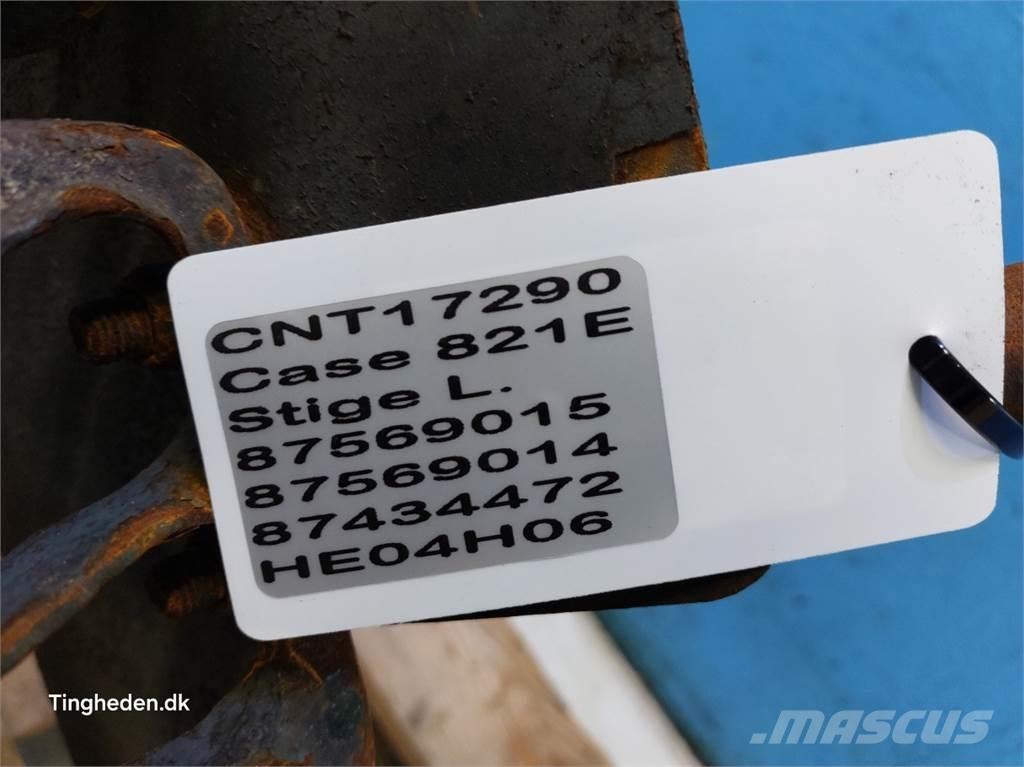 CNT17290
Case 821E
Stige L.
87569015
87569014
87434472
HE04H06
Tingheden.dk
MASCUS